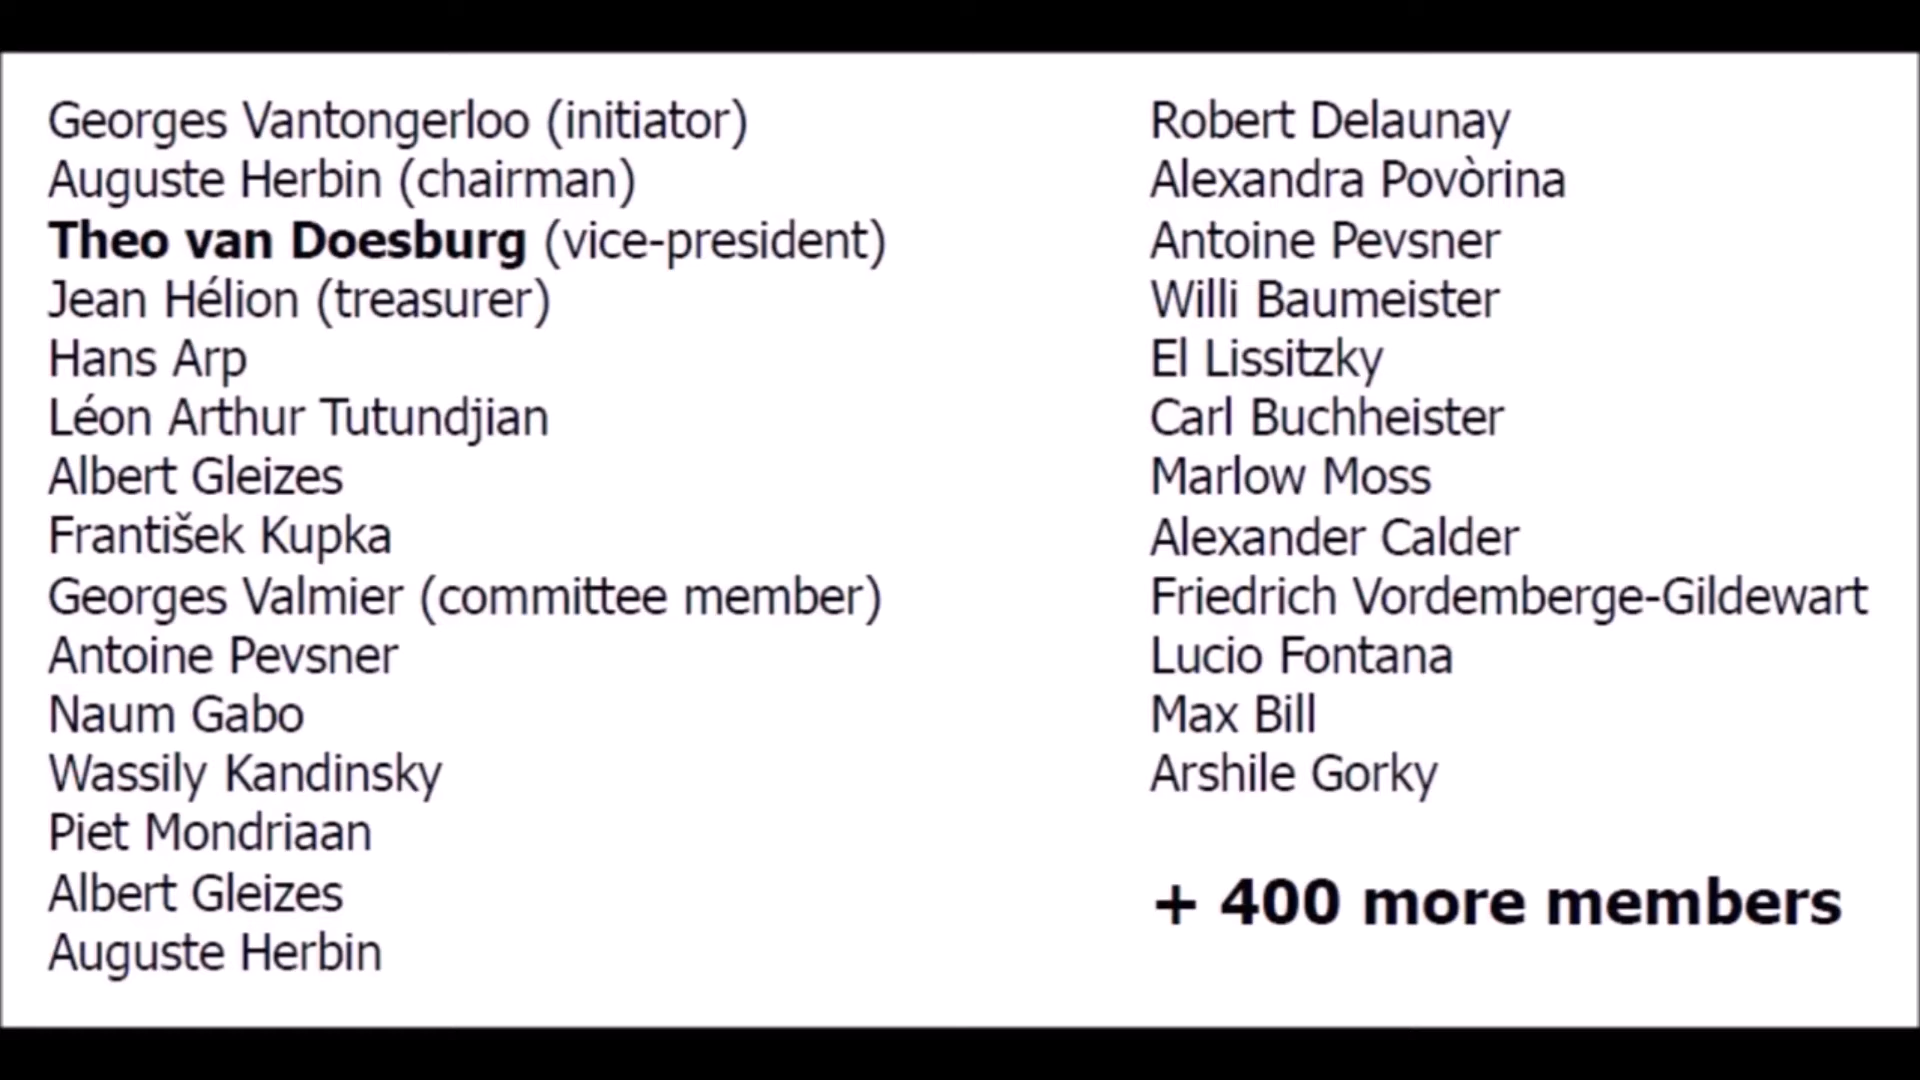 Georges Vantongerloo (initiator)
Auguste Herbin (chairman)
Theo van Doesburg (vice-president)
Jean Hélion (treasurer)
Hans Arp
Léon Arthur Tutundjian
Albert Gleizes
František Kupka
Georges Valmier (committee member)
Antoine Pevsner
Naum Gabo
Wassily Kandinsky
Piet Mondriaan
Albert Gleizes
Auguste Herbin
Robert Delaunay
Alexandra Povòrina
Antoine Pevsner
Willi Baumeister
El Lissitzky
Carl Buchheister
Marlow Moss
Alexander Calder
Friedrich Vordemberge-Gildewart
Lucio Fontana
Max Bill
Arshile Gorky
+ 400 more members